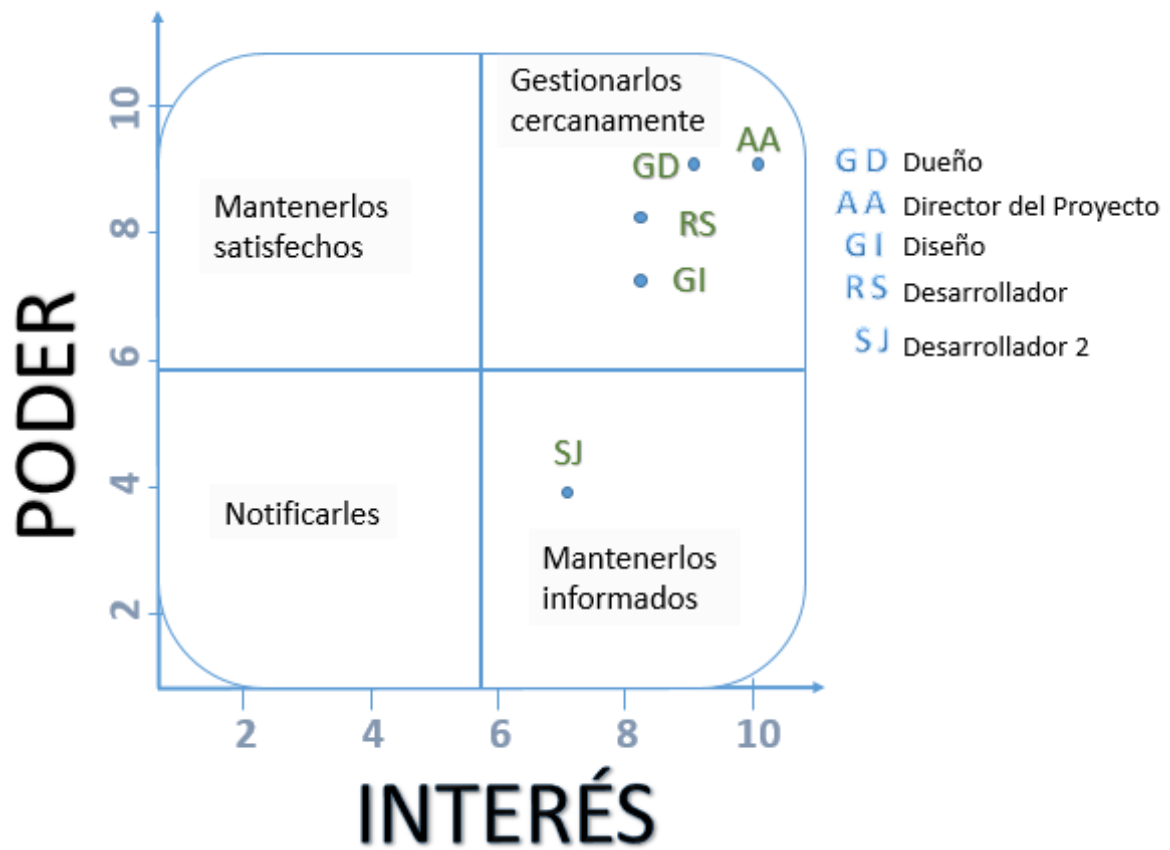 PODER
10
8
6
4
2
Mantenerlos
satisfechos
Gestionarlos
cercanamente
GD
AA
RS
GI
Notificarles
SJ
Mantenerlos
informados
2 4 6 8 10
INTERÉS
GD Dueño
AA Director del Proyecto
GI Diseño
RS Desarrollador
SJ Desarrollador 2